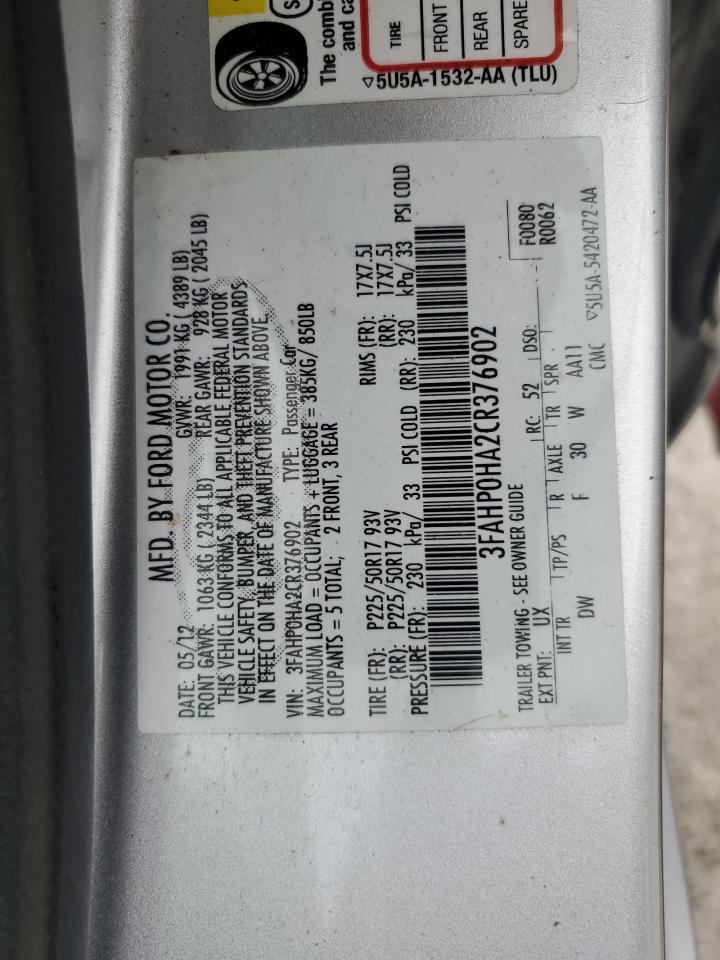 The combi
and ca
TIRE
FRONT
REAR
SPARE
▽5U5A-1532-AA (TLU)
MFD. BY FORD MOTOR CO.
DATE: 05/12 GVWR: 1991 KG ( 4389 LB)
FRONT GAWR: 1063 KG ( 2344 LB) REAR GAWR: 928 KG ( 2045 LB)
THIS VEHICLE CONFORMS TO ALL APPLICABLE FEDERAL MOTOR
VEHICLE SAFETY, BUMPER, AND THEFT PREVENTION STANDARDS
IN EFFECT ON THE DATE OF MANUFACTURE SHOWN ABOVE.
VIN: 3FAHP0HA2CR376902 TYPE: Passenger Car
MAXIMUM LOAD = OCCUPANTS + LUGGAGE = 385KG/ 850LB
OCCUPANTS = 5 TOTAL; 2 FRONT, 3 REAR
TIRE (FR): P225/50R17 93V RIMS (FR): 17X7.5J
(RR): P225/50R17 93V (RR): 17X7.5J
PRESSURE (FR): 230 kPa/ 33 PSI COLD (RR): 230 kPa/ 33 PSI COLD
3FAHP0HA2CR376902
F0080
R0062
TRAILER TOWING - SEE OWNER GUIDE
EXT PNT: UX RC: 52 DSO:
INT TR TP/PS R AXLE TR SPR
DW F 30 W AA11
CMC
▽5U5A-5420472-AA